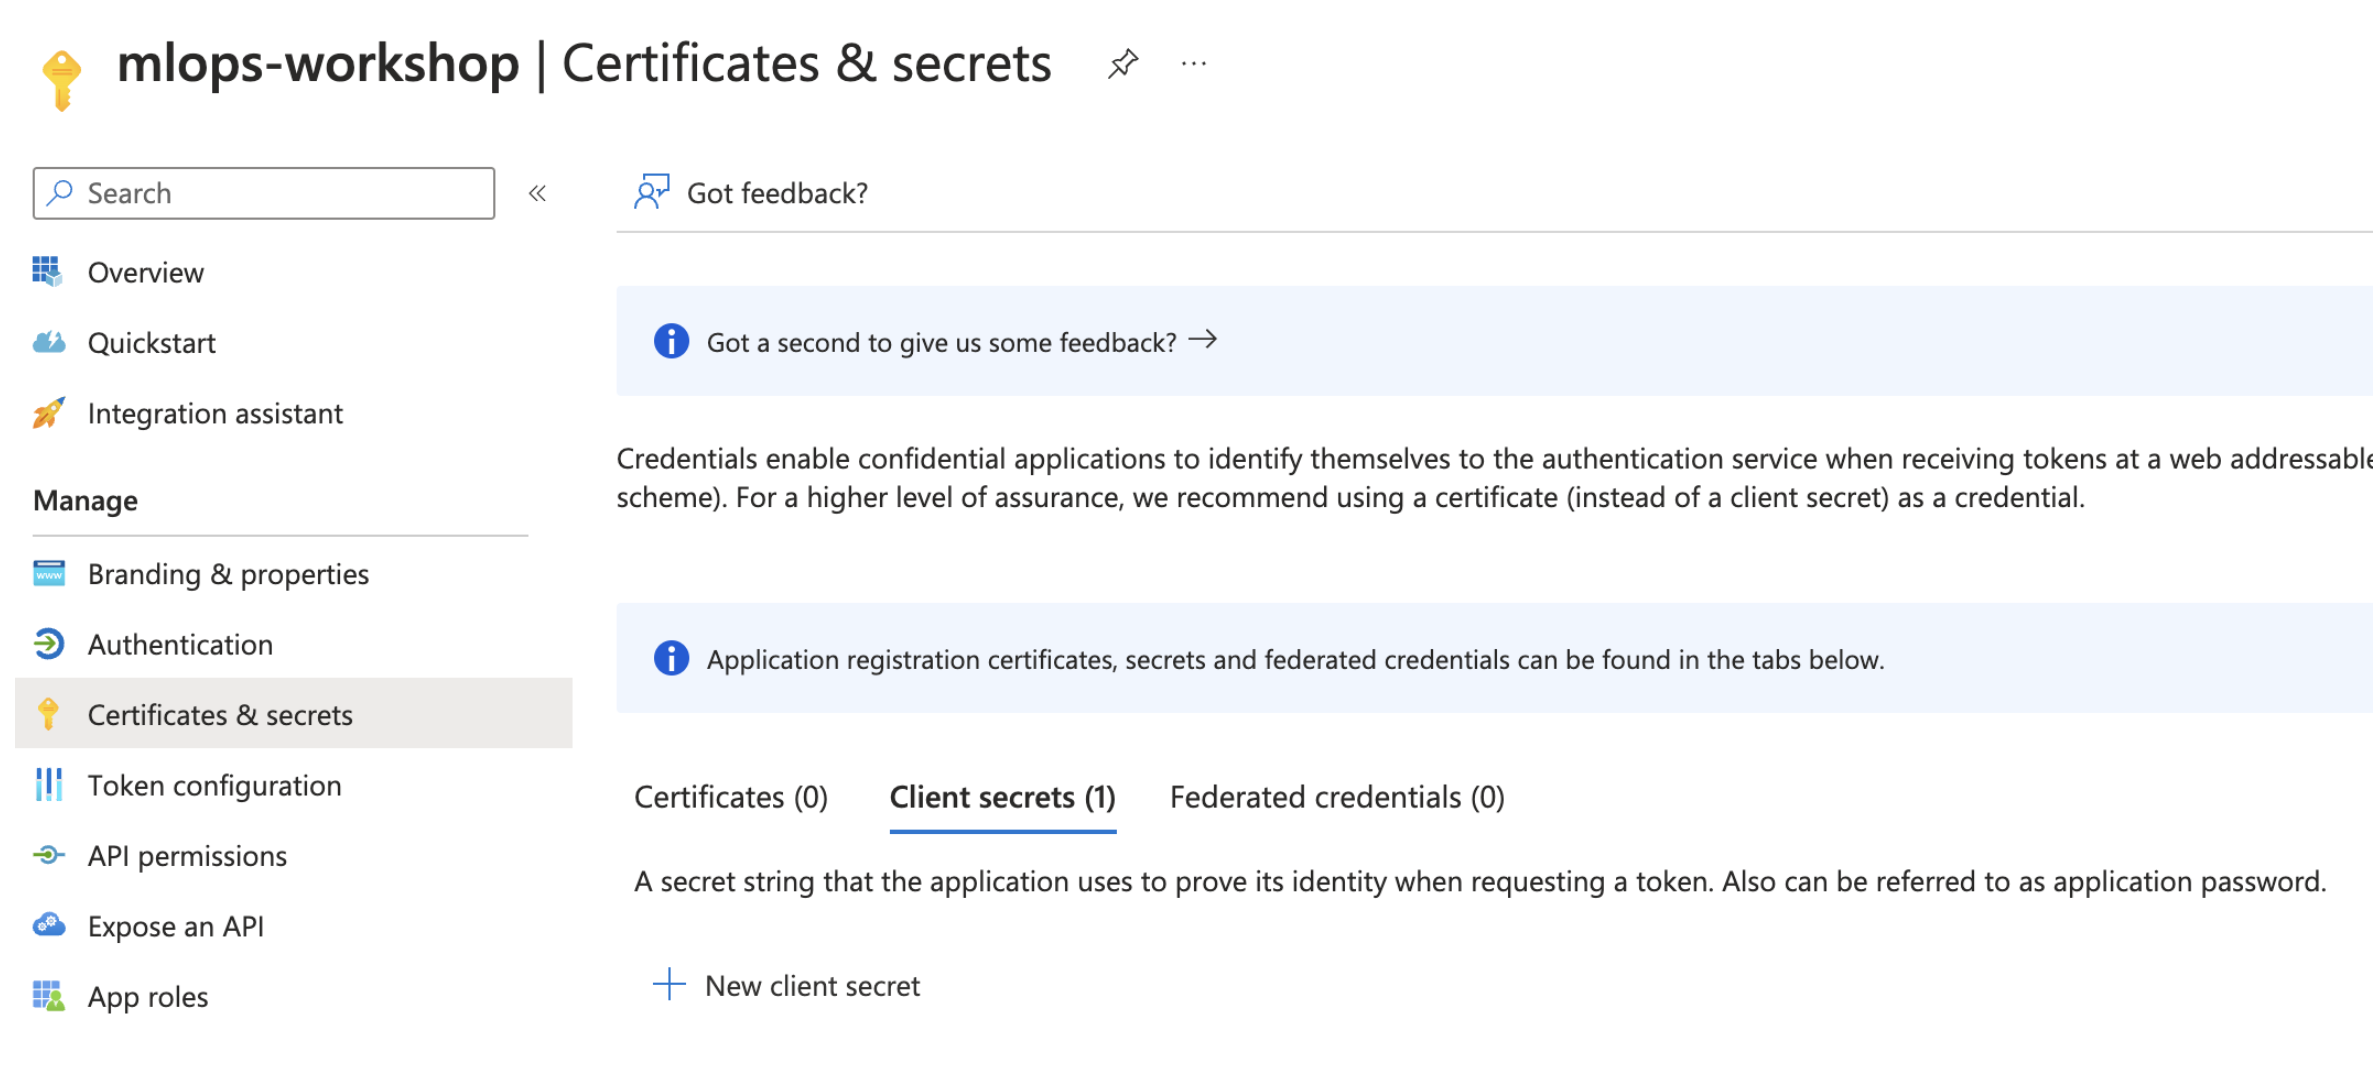 mlops-workshop | Certificates & secrets
Search
Overview
Quickstart
Integration assistant
Manage
Branding & properties
Authentication
Certificates & secrets
Token configuration
API permissions
Expose an API
App roles
Got feedback?
Got a second to give us some feedback?
Credentials enable confidential applications to identify themselves to the authentication service when receiving tokens at a web addressable
scheme). For a higher level of assurance, we recommend using a certificate (instead of a client secret) as a credential.
Application registration certificates, secrets and federated credentials can be found in the tabs below.
Certificates (0) Client secrets (1) Federated credentials (0)
A secret string that the application uses to prove its identity when requesting a token. Also can be referred to as application password.
New client secret